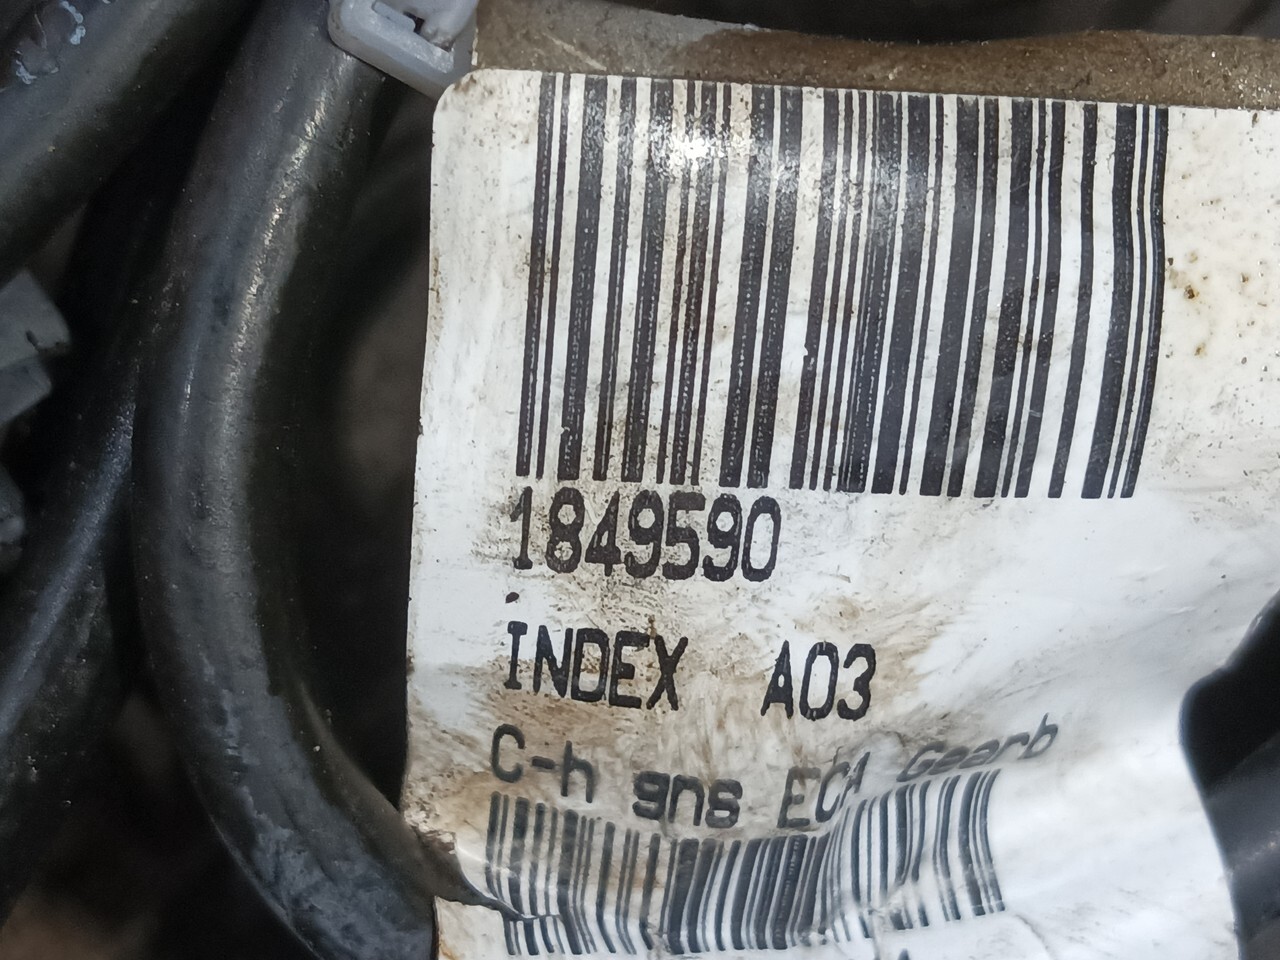 1849590
INDEX A03
C-h gns ECA Gearb